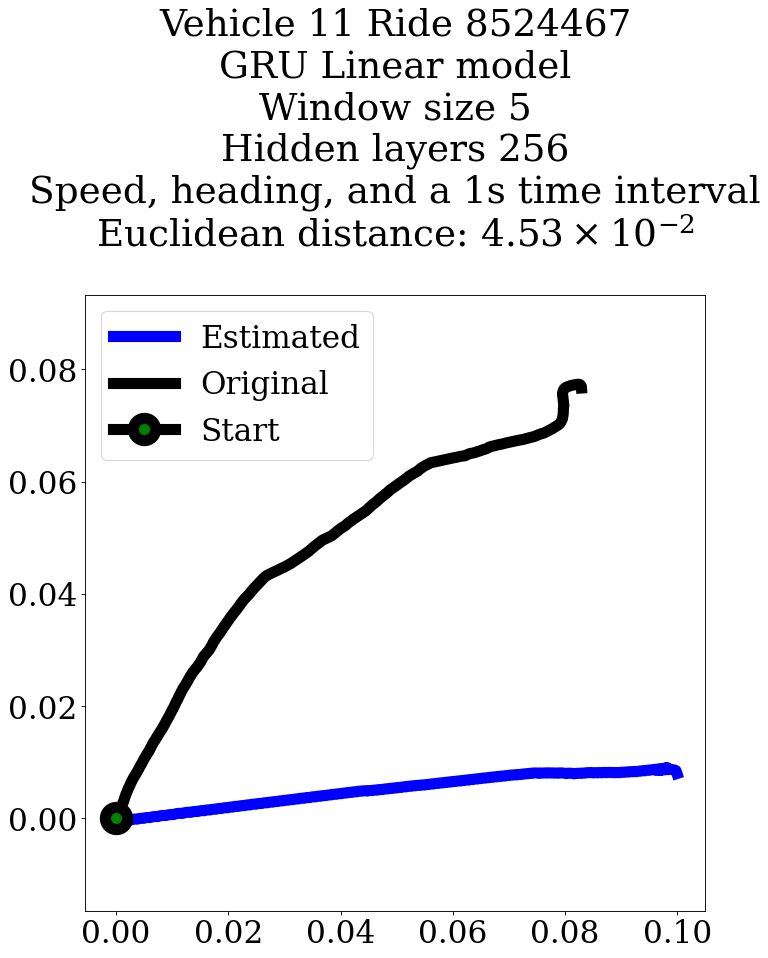 Vehicle 11 Ride 8524467
GRU Linear model
Window size 5
Hidden layers 256
Speed, heading, and a 1s time interval
Euclidean distance: 4.53 × 10⁻²
Estimated
Original
Start
0.08
0.06
0.04
0.02
0.00
0.00 0.02 0.04 0.06 0.08 0.10